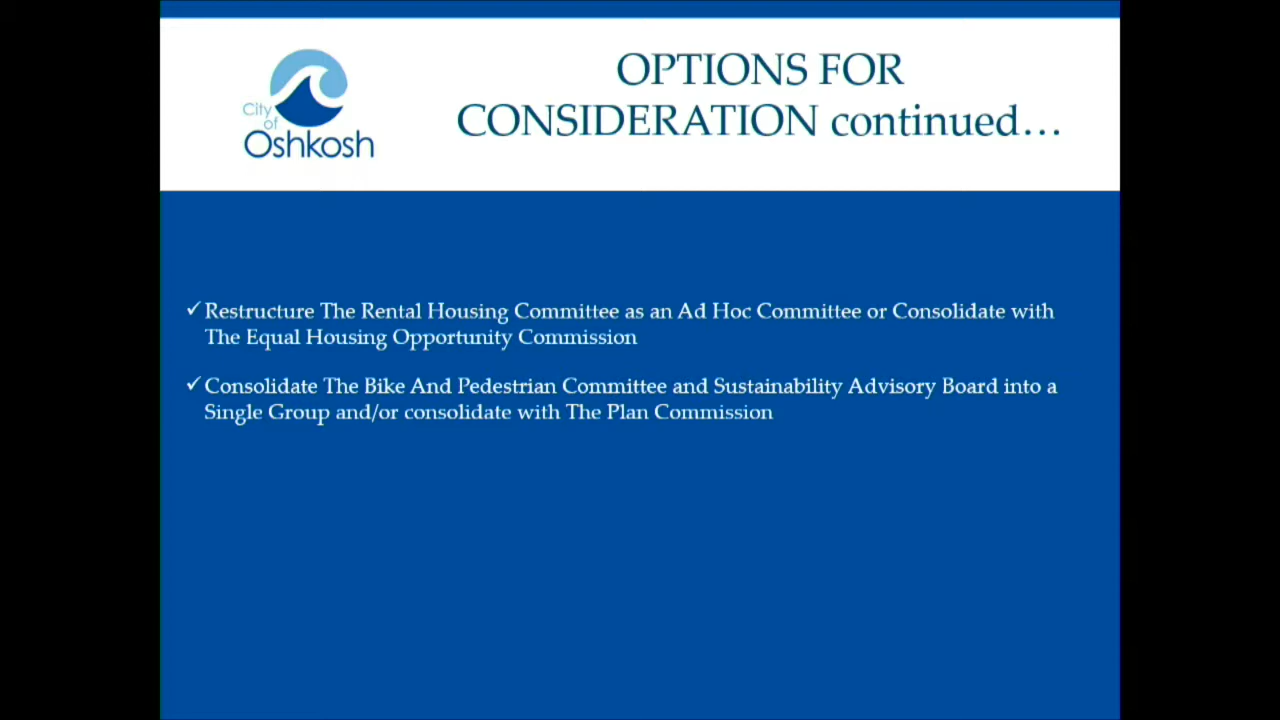 City
of
Oshkosh
OPTIONS FOR
CONSIDERATION continued…
✓Restructure The Rental Housing Committee as an Ad Hoc Committee or Consolidate with
The Equal Housing Opportunity Commission
✓Consolidate The Bike And Pedestrian Committee and Sustainability Advisory Board into a
Single Group and/or consolidate with The Plan Commission